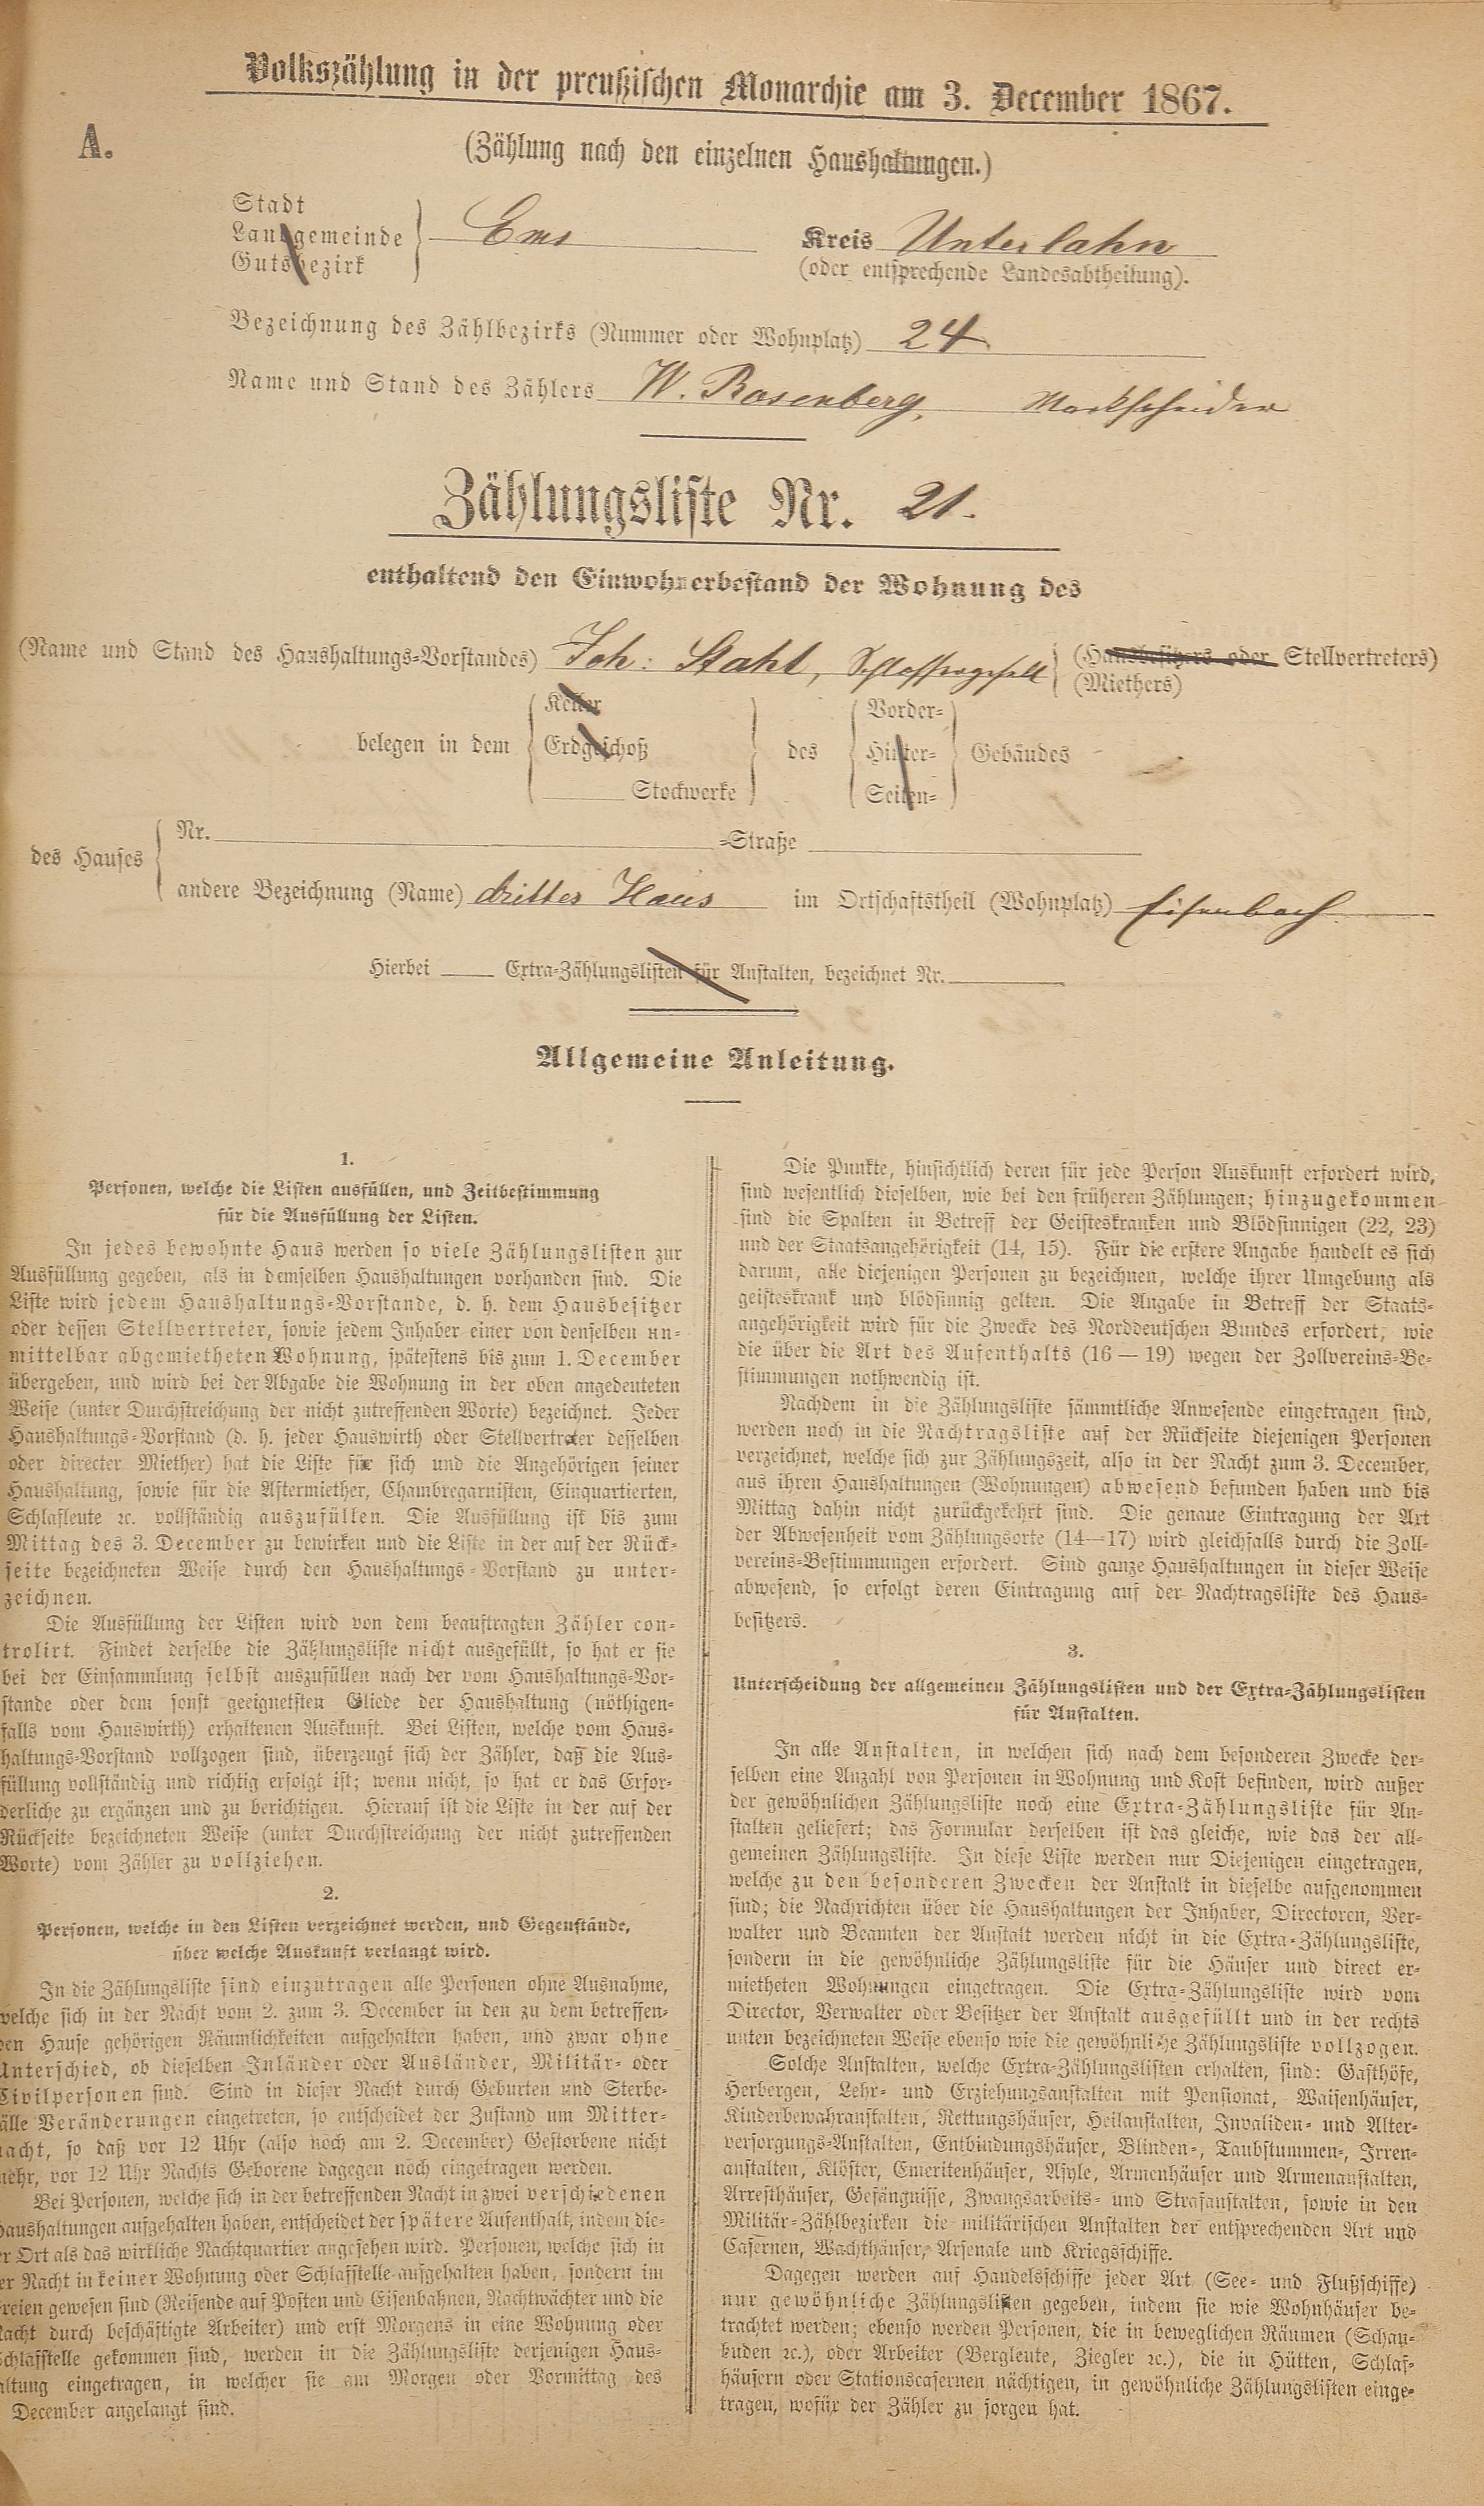 Volkszählung in der preußischen Monarchie am 3. December 1867.
A.
(Zählung nach den einzelnen Haushaltungen.)
Stadt
Landgemeinde
Gutsbezirk
Ems
Kreis Unterlahn
(oder entsprechende Landesabtheilung).
Bezeichnung des Zählbezirks (Nummer oder Wohnplatz) 24
Name und Stand des Zählers W. Rosenberg, Markscheider
Zählungsliste Nr. 21.
enthaltend den Einwohnerbestand der Wohnung des
(Name und Stand des Haushaltungs-Vorstandes) Joh: Stahl, Schlossergesell (Hausbesitzers oder Stellvertreters)
(Miethers)
belegen in dem Keller Erdgeschoß Stockwerke des Vorder- Hinter- Seiten- Gebäudes
des Hauses Nr. -Straße
andere Bezeichnung (Name) drittes Haus im Ortschaftstheil (Wohnplatz) Eisenbach
Hierbei Extra-Zählungslisten für Anstalten, bezeichnet Nr.
Allgemeine Anleitung.
1.
Personen, welche die Listen ausfüllen, und Zeitbestimmung
für die Ausfüllung der Listen.
In jedes bewohnte Haus werden so viele Zählungslisten zur
Ausfüllung gegeben, als in demselben Haushaltungen vorhanden sind. Die
Liste wird jedem Haushaltungs-Vorstande, d. h. dem Hausbesitzer
oder dessen Stellvertreter, sowie jedem Inhaber einer von denselben un-
mittelbar abgemietheten Wohnung, spätestens bis zum 1. December
übergeben, und wird bei der Abgabe die Wohnung in der oben angedeuteten
Weise (unter Durchstreichung der nicht zutreffenden Worte) bezeichnet. Jeder
Haushaltungs-Vorstand (d. h. jeder Hauswirth oder Stellvertreter desselben
oder directer Miether) hat die Liste für sich und die Angehörigen seiner
Haushaltung, sowie für die Aftermiether, Chambregarnisten, Einquartierten,
Schlafleute ꝛc. vollständig auszufüllen. Die Ausfüllung ist bis zum
Mittag des 3. December zu bewirken und die Liste in der auf der Rück-
seite bezeichneten Weise durch den Haushaltungs-Vorstand zu unter-
zeichnen.
Die Ausfüllung der Listen wird von dem beauftragten Zähler con-
trolirt. Findet derselbe die Zählungsliste nicht ausgefüllt, so hat er sie
bei der Einsammlung selbst auszufüllen nach der vom Haushaltungs-Vor-
stande oder dem sonst geeignetsten Gliede der Haushaltung (nöthigen-
falls vom Hauswirth) erhaltenen Auskunft. Bei Listen, welche vom Haus-
haltungs-Vorstand vollzogen sind, überzeugt sich der Zähler, daß die Aus-
füllung vollständig und richtig erfolgt ist; wenn nicht, so hat er das Erfor-
derliche zu ergänzen und zu berichtigen. Hierauf ist die Liste in der auf der
Rückseite bezeichneten Weise (unter Durchstreichung der nicht zutreffenden
Worte) vom Zähler zu vollziehen.
2.
Personen, welche in den Listen verzeichnet werden, und Gegenstände,
über welche Auskunft verlangt wird.
In die Zählungsliste sind einzutragen alle Personen ohne Ausnahme,
welche sich in der Nacht vom 2. zum 3. December in den zu dem betreffen-
den Hause gehörigen Räumlichkeiten aufgehalten haben, und zwar ohne
Unterschied, ob dieselben Inländer oder Ausländer, Militär- oder
Civilpersonen sind. Sind in dieser Nacht durch Geburten und Sterbe-
fälle Veränderungen eingetreten, so entscheidet der Zustand um Mitter-
nacht, so daß vor 12 Uhr (also noch am 2. December) Gestorbene nicht
mehr, vor 12 Uhr Nachts Geborene dagegen noch eingetragen werden.
Bei Personen, welche sich in der betreffenden Nacht in zwei verschiedenen
Haushaltungen aufgehalten haben, entscheidet der spätere Aufenthalt, indem die-
er Ort als das wirkliche Nachtquartier angesehen wird. Personen, welche sich in
der Nacht in keiner Wohnung oder Schlafstelle aufgehalten haben, sondern im
Freien gewesen sind (Reisende auf Posten und Eisenbahnen, Nachtwächter und die
Nacht durch beschäftigte Arbeiter) und erst Morgens in eine Wohnung oder
Schlafstelle gekommen sind, werden in die Zählungsliste derjenigen Haus-
altung eingetragen, in welcher sie am Morgen oder Vormittag des
December angelangt sind.
Die Punkte, hinsichtlich deren für jede Person Auskunft erfordert wird,
sind wesentlich dieselben, wie bei den früheren Zählungen; hinzugekommen
sind die Spalten in Betreff der Geisteskranken und Blödsinnigen (22, 23)
und der Staatsangehörigkeit (14, 15). Für die erstere Angabe handelt es sich
darum, alle diejenigen Personen zu bezeichnen, welche ihrer Umgebung als
geisteskrank und blödsinnig gelten. Die Angabe in Betreff der Staats-
angehörigkeit wird für die Zwecke des Norddeutschen Bundes erfordert, wie
die über die Art des Aufenthalts (16 — 19) wegen der Zollvereins-Be-
stimmungen nothwendig ist.
Nachdem in die Zählungsliste sämmtliche Anwesende eingetragen sind,
werden noch in die Nachtragsliste auf der Rückseite diejenigen Personen
verzeichnet, welche sich zur Zählungszeit, also in der Nacht zum 3. December,
aus ihren Haushaltungen (Wohnungen) abwesend befunden haben und bis
Mittag dahin nicht zurückgekehrt sind. Die genaue Eintragung der Art
der Abwesenheit vom Zählungsorte (14—17) wird gleichfalls durch die Zoll-
vereins-Bestimmungen erfordert. Sind ganze Haushaltungen in dieser Weise
abwesend, so erfolgt deren Eintragung auf der Nachtragsliste des Haus-
besitzers.
3.
Unterscheidung der allgemeinen Zählungslisten und der Extra-Zählungslisten
für Anstalten.
In alle Anstalten, in welchen sich nach dem besonderen Zwecke der-
selben eine Anzahl von Personen in Wohnung und Kost befinden, wird außer
der gewöhnlichen Zählungsliste noch eine Extra-Zählungsliste für An-
stalten geliefert; das Formular derselben ist das gleiche, wie das der all-
gemeinen Zählungsliste. In diese Liste werden nur Diejenigen eingetragen,
welche zu den besonderen Zwecken der Anstalt in dieselbe aufgenommen
sind; die Nachrichten über die Haushaltungen der Inhaber, Directoren, Ver-
walter und Beamten der Anstalt werden nicht in die Extra-Zählungsliste,
sondern in die gewöhnliche Zählungsliste für die Häuser und direct er-
mietheten Wohnungen eingetragen. Die Extra-Zählungsliste wird vom
Director, Verwalter oder Besitzer der Anstalt ausgefüllt und in der rechts
unten bezeichneten Weise ebenso wie die gewöhnliche Zählungsliste vollzogen.
Solche Anstalten, welche Extra-Zählungslisten erhalten, sind: Gasthöfe,
Herbergen, Lehr- und Erziehungsanstalten mit Pensionat, Waisenhäuser,
Kinderbewahranstalten, Rettungshäuser, Heilanstalten, Invaliden- und Alter-
versorgungs-Anstalten, Entbindungshäuser, Blinden-, Taubstummen-, Irren-
anstalten, Klöster, Emeritenhäuser, Asyle, Armenhäuser und Armenanstalten,
Arresthäuser, Gefängnisse, Zwangsarbeits- und Strafanstalten, sowie in den
Militär-Zählbezirken die militärischen Anstalten der entsprechenden Art und
Casernen, Wachthäuser, Arsenale und Kriegsschiffe.
Dagegen werden auf Handelsschiffe jeder Art (See- und Flußschiffe)
nur gewöhnliche Zählungslisten gegeben, indem sie wie Wohnhäuser be-
trachtet werden; ebenso werden Personen, die in beweglichen Räumen (Schau-
buden ꝛc.), oder Arbeiter (Bergleute, Ziegler ꝛc.), die in Hütten, Schlaf-
häusern oder Stationscasernen nächtigen, in gewöhnliche Zählungslisten einge-
tragen, wofür der Zähler zu sorgen hat.